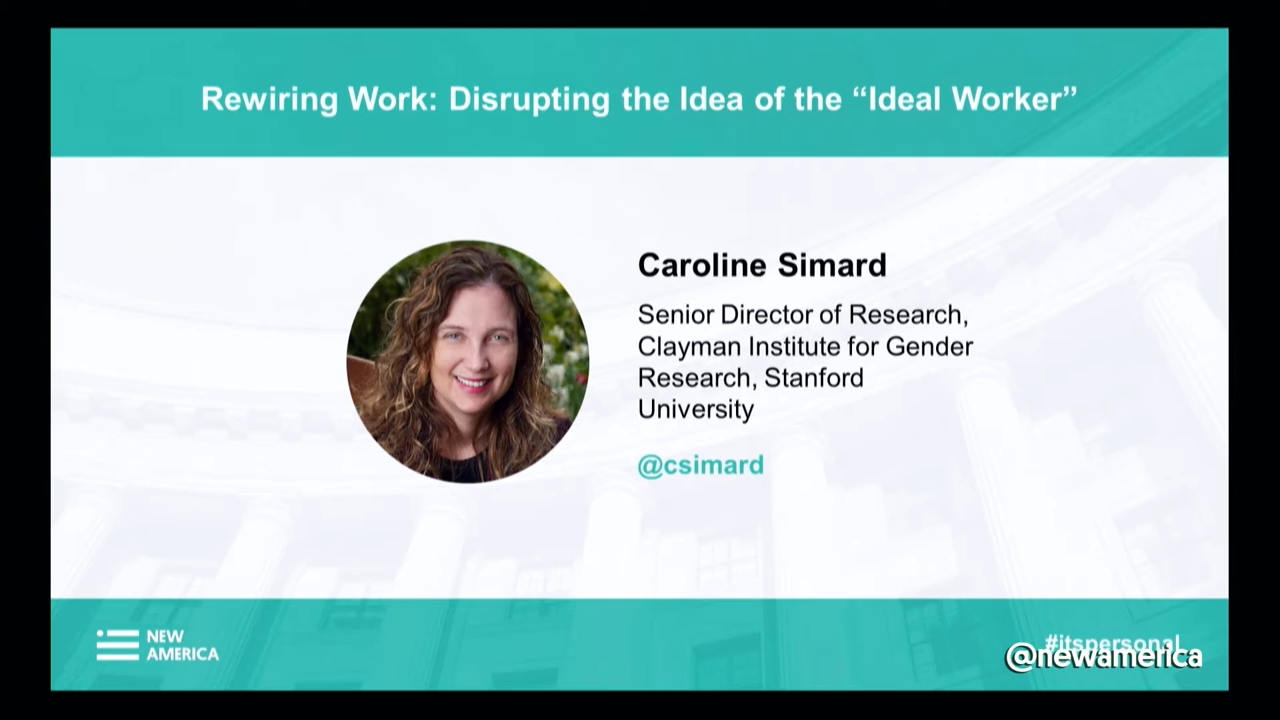 Rewiring Work: Disrupting the Idea of the “Ideal Worker”
Caroline Simard
Senior Director of Research,
Clayman Institute for Gender
Research, Stanford
University
@csimard
NEW
AMERICA
#itspersonal
@newamerica